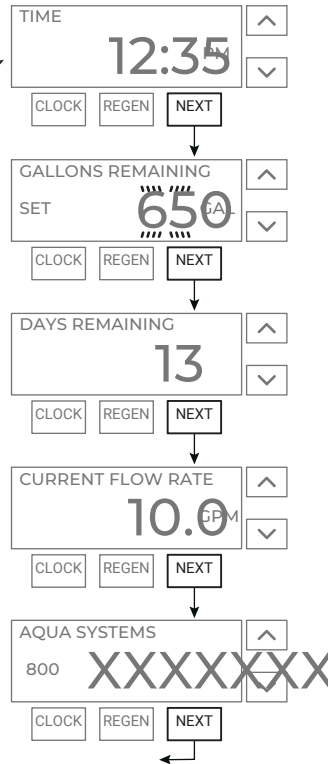 TIME
12:35 PM
CLOCK REGEN NEXT
GALLONS REMAINING
SET 650 GAL
CLOCK REGEN NEXT
DAYS REMAINING
13
CLOCK REGEN NEXT
CURRENT FLOW RATE
10.0 GPM
CLOCK REGEN NEXT
AQUA SYSTEMS
800 XXXXXXXX
CLOCK REGEN NEXT